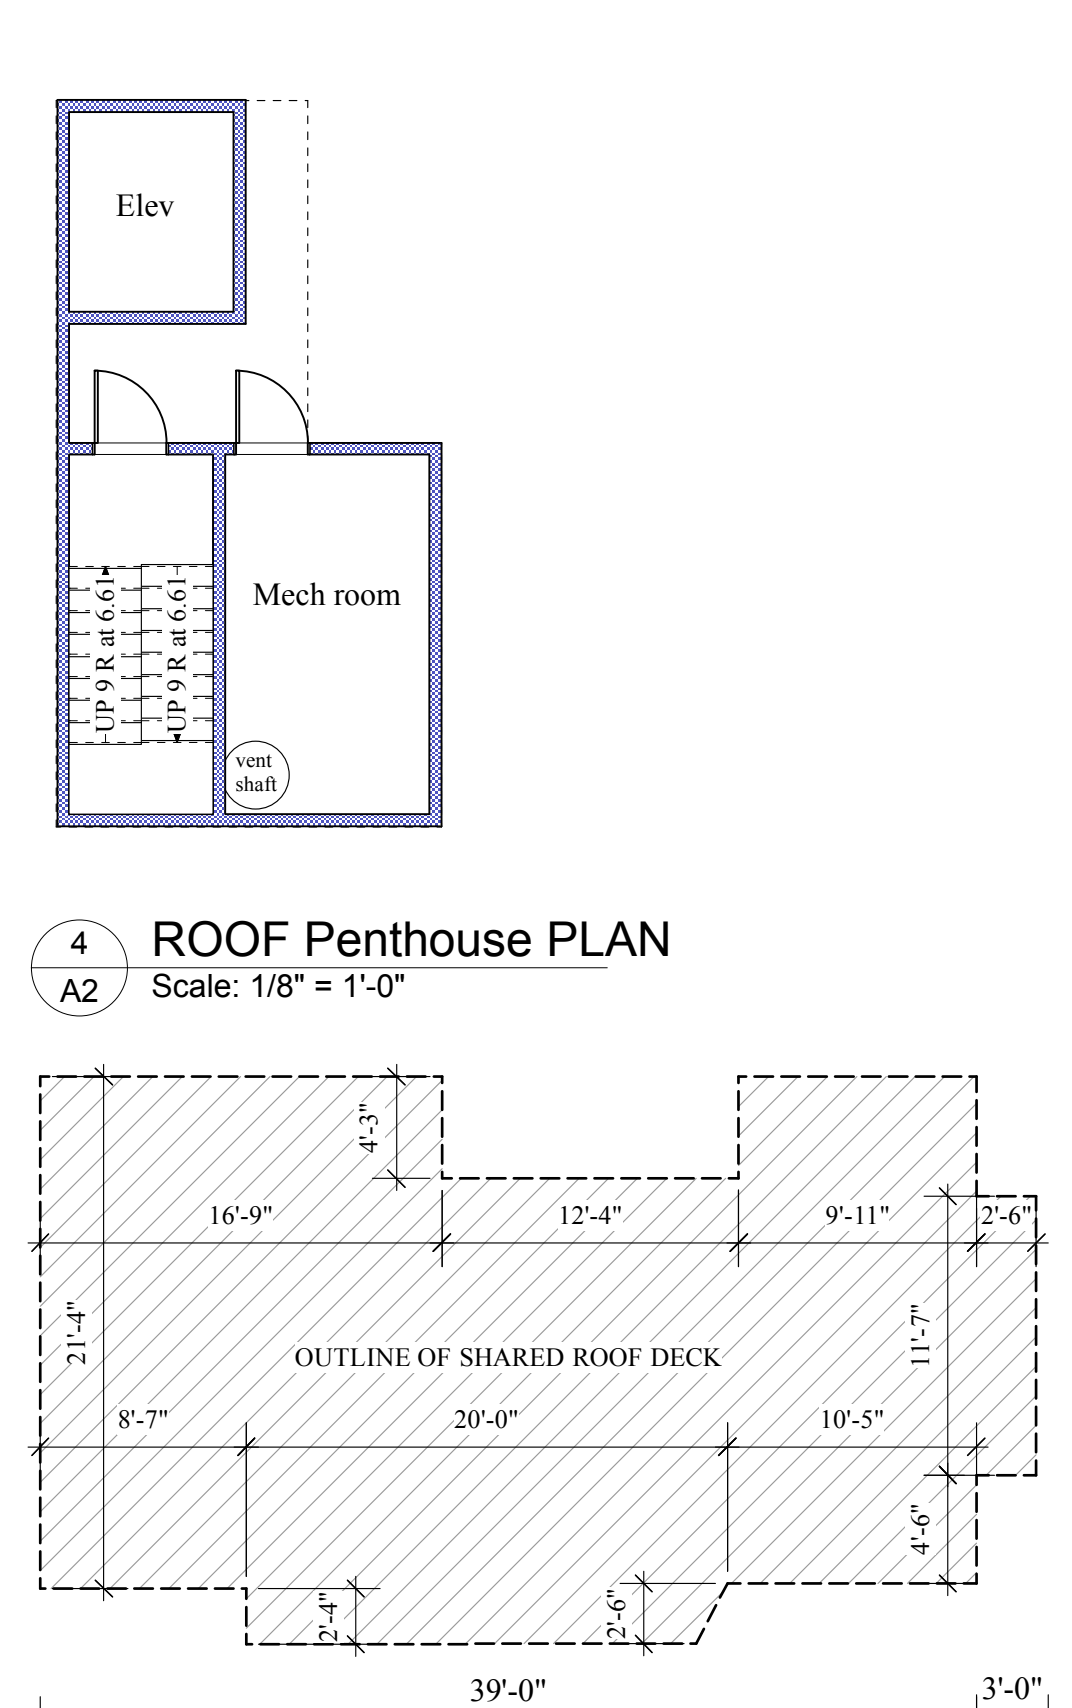 Elev
UP 9 R at 6.61
UP 9 R at 6.61
Mech room
vent
shaft
4
A2
ROOF Penthouse PLAN
Scale: 1/8" = 1'-0"
4'-3"
16'-9"
12'-4"
9'-11"
2'-6"
21'-4"
11'-7"
OUTLINE OF SHARED ROOF DECK
8'-7"
20'-0"
10'-5"
4'-6"
2'-4"
2'-6"
39'-0"
3'-0"